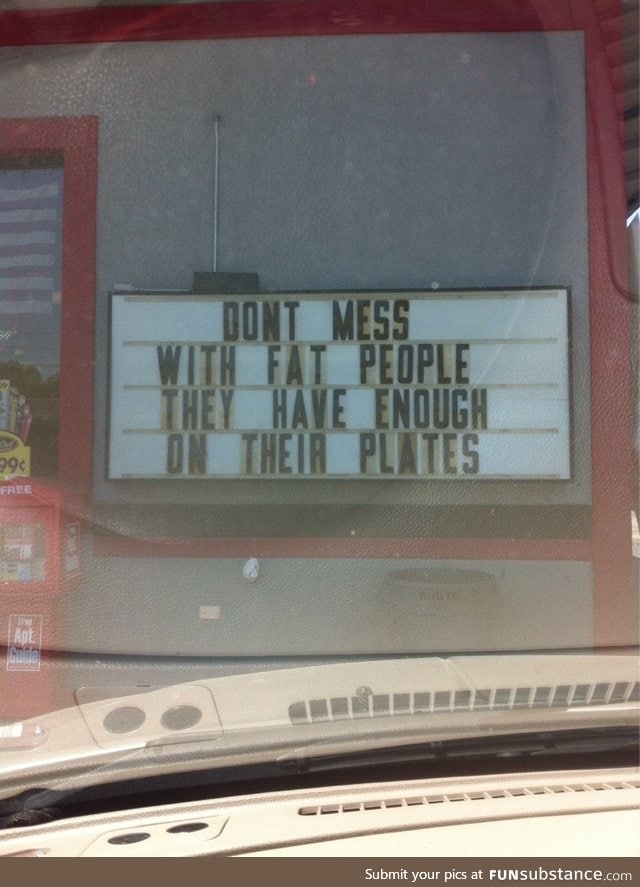 DONT MESS
WITH FAT PEOPLE
THEY HAVE ENOUGH
ON THEIR PLATES
99¢
FREE
free
Apt.
Guide
Submit your pics at FUNsubstance.com